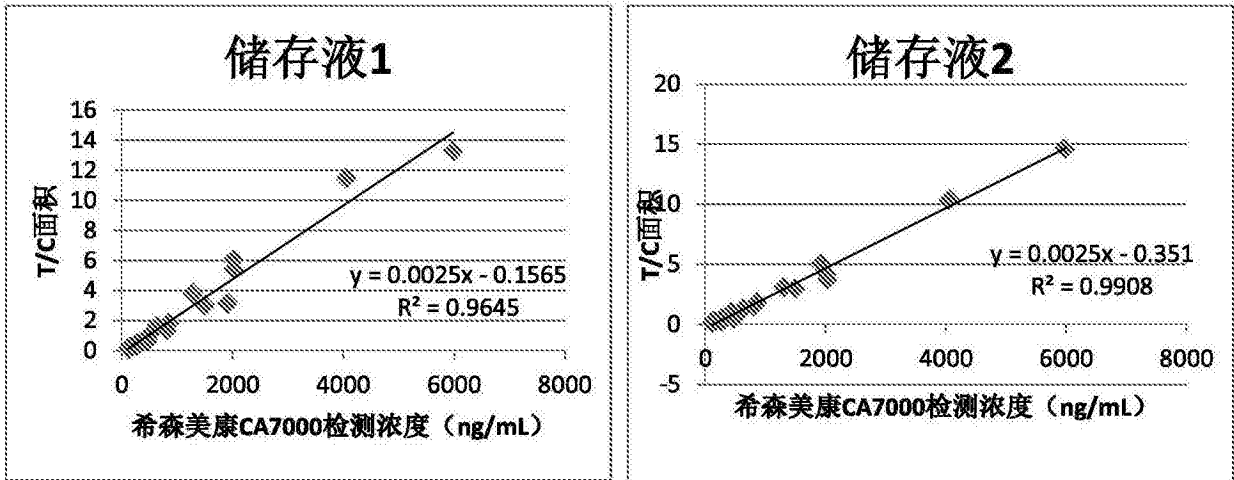 储存液1
16
14
12
10
8
6
4
2
0
T/C面积
y = 0.0025x - 0.1565
R² = 0.9645
0 2000 4000 6000 8000
希森美康CA7000检测浓度（ng/mL）
储存液2
20
15
10
5
0
-5
T/C面积
y = 0.0025x - 0.351
R² = 0.9908
0 2000 4000 6000 8000
希森美康CA7000检测浓度（ng/mL）